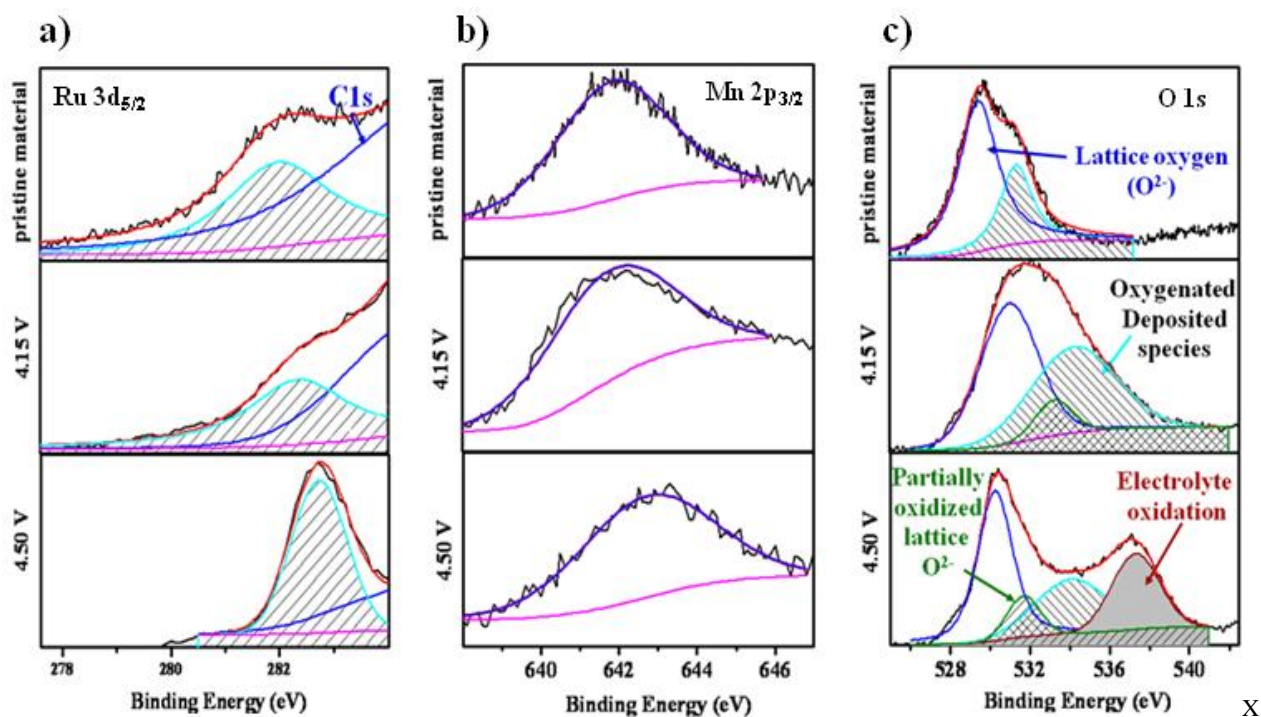 a)
b)
c)
pristine material
Ru 3d5/2
C1s
pristine material
Mn 2p3/2
pristine material
O 1s
Lattice oxygen
(O2-)
4.15 V
4.15 V
4.15 V
Oxygenated
Deposited
species
4.50 V
4.50 V
4.50 V
Partially
oxidized
lattice
O2-
Electrolyte
oxidation
278 280 282
640 642 644 646
528 532 536 540
Binding Energy (eV)
Binding Energy (eV)
Binding Energy (eV)
x